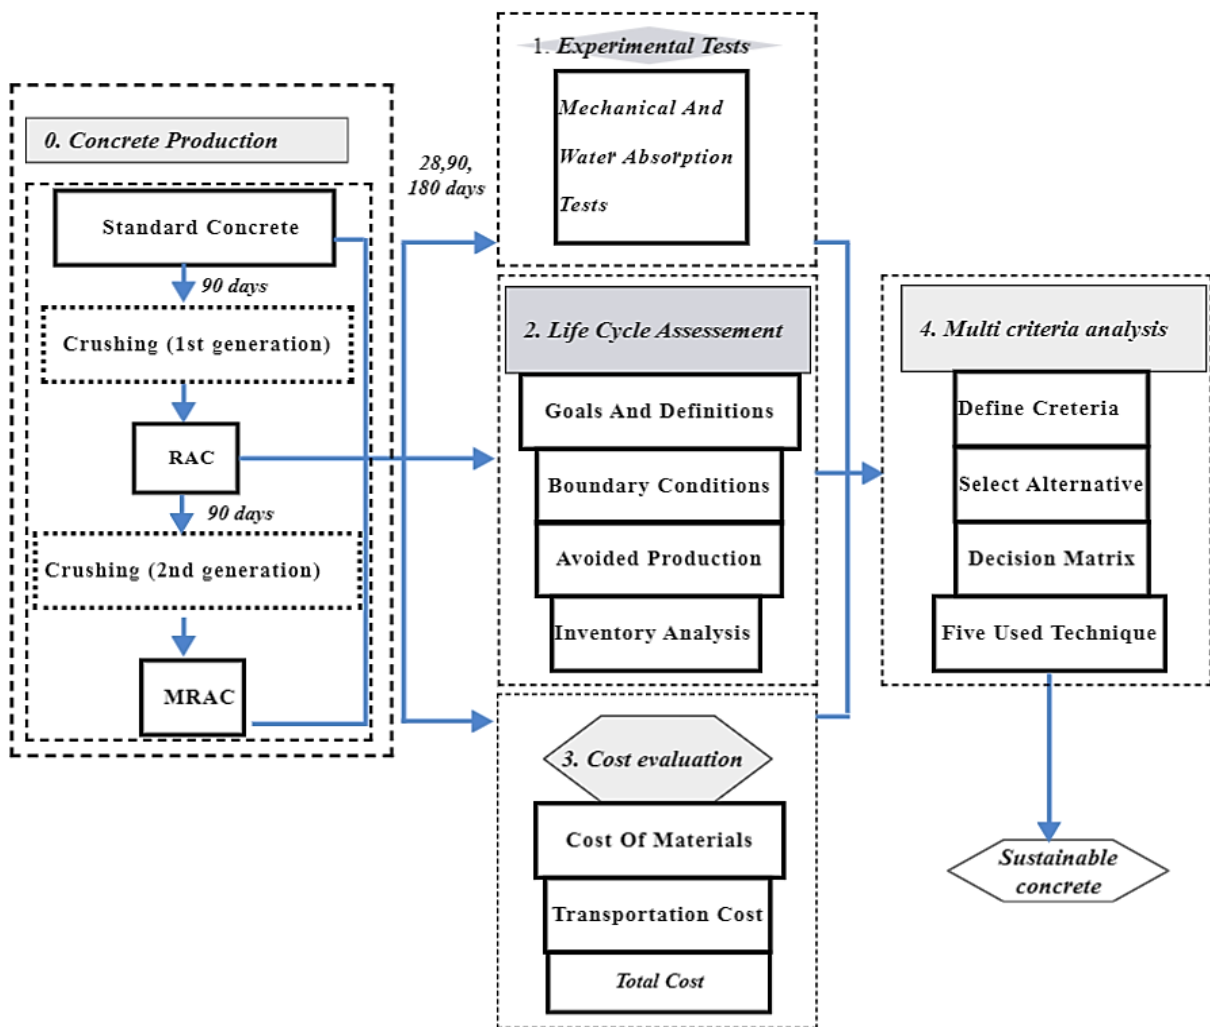 0. Concrete Production
Standard Concrete
90 days
Crushing (1st generation)
RAC
90 days
Crushing (2nd generation)
MRAC
28,90,
180 days
1. Experimental Tests
Mechanical And
Water Absorption
Tests
2. Life Cycle Assessement
Goals And Definitions
Boundary Conditions
Avoided Production
Inventory Analysis
3. Cost evaluation
Cost Of Materials
Transportation Cost
Total Cost
4. Multi criteria analysis
Define Creteria
Select Alternative
Decision Matrix
Five Used Technique
Sustainable
concrete